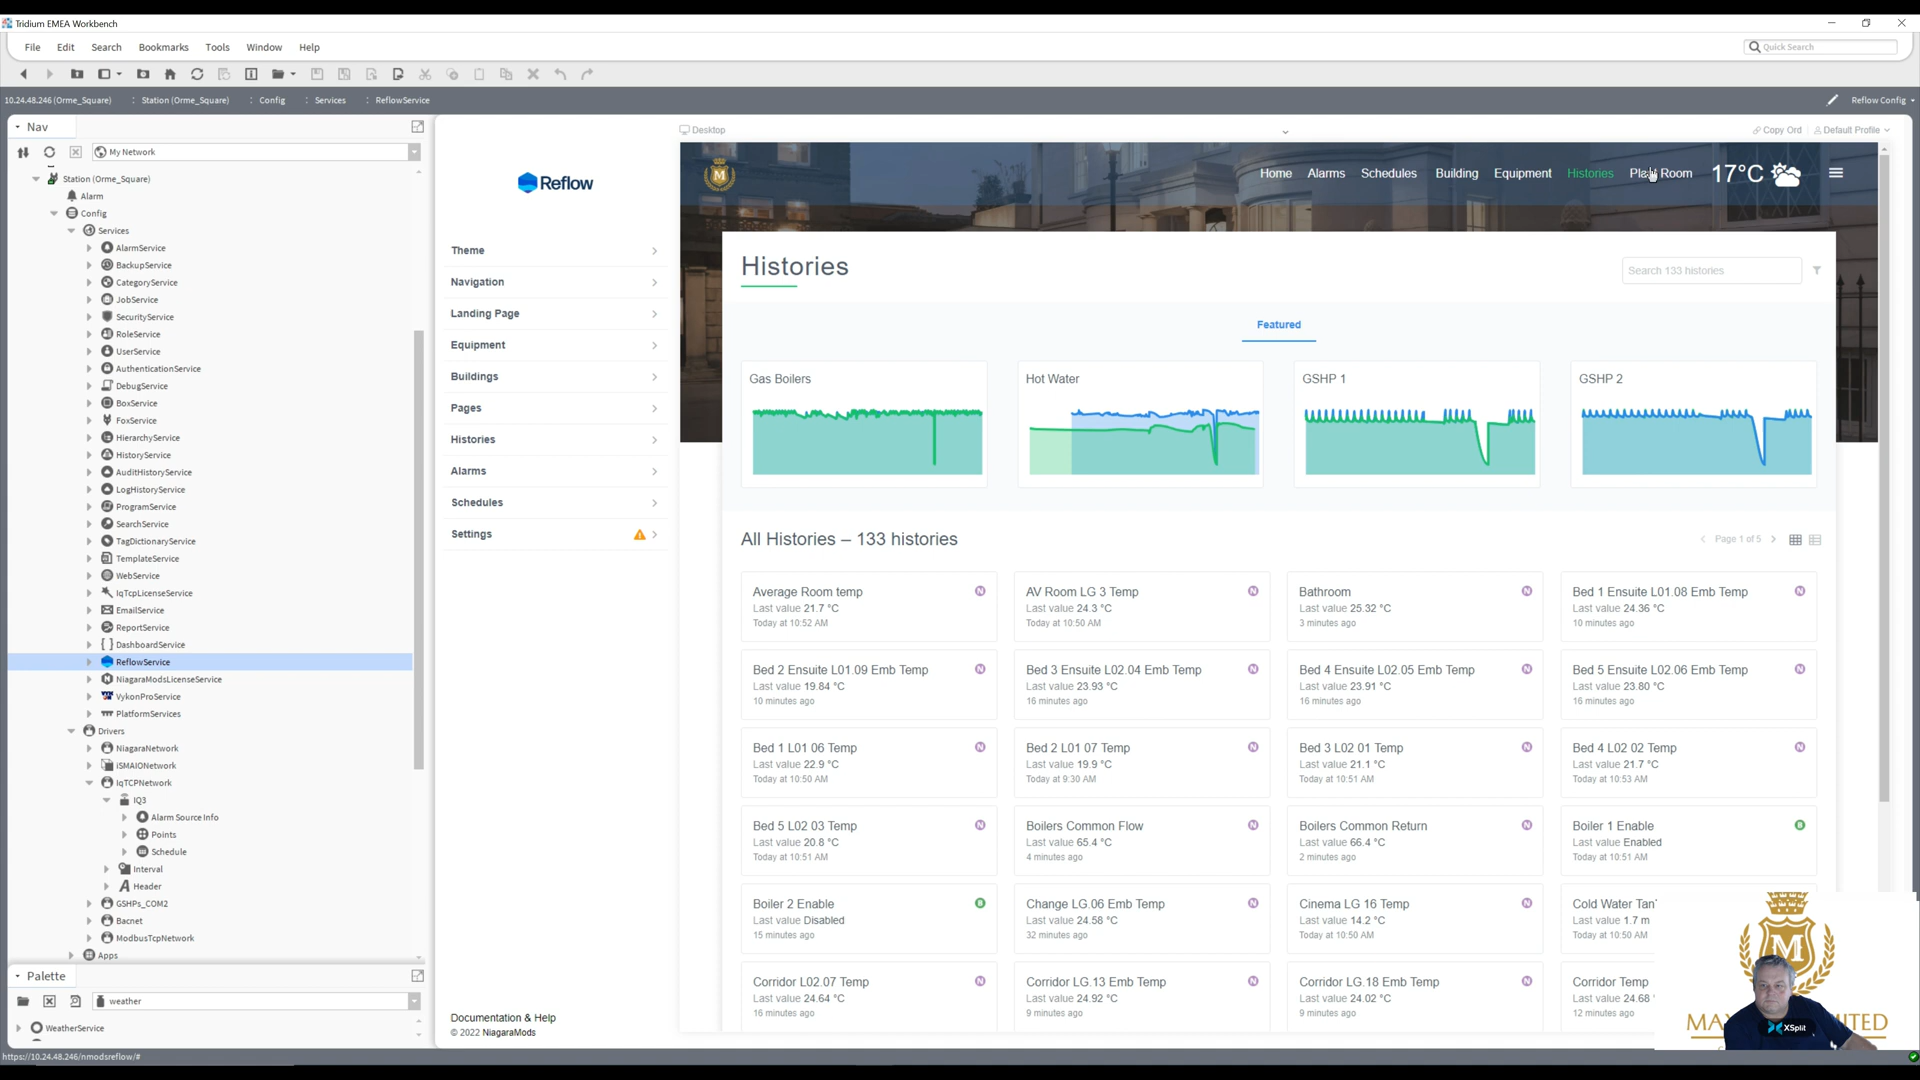 Tridium EMEA Workbench
File Edit Search Bookmarks Tools Window Help
Quick Search
10.24.48.246 (Orme_Square) : Station (Orme_Square) : Config : Services : ReflowService
Reflow Config
Nav
My Network
Station (Orme_Square)
Alarm
Config
Services
AlarmService
BackupService
CategoryService
JobService
SecurityService
RoleService
UserService
AuthenticationService
DebugService
BoxService
FoxService
HierarchyService
HistoryService
AuditHistoryService
LogHistoryService
ProgramService
SearchService
TagDictionaryService
TemplateService
WebService
IqTcpLicenseService
EmailService
ReportService
DashboardService
ReflowService
NiagaraModsLicenseService
VykonProService
PlatformServices
Drivers
NiagaraNetwork
iSMAIONetwork
IqTCPNetwork
IQ3
Alarm Source Info
Points
Schedule
Interval
Header
GSHPs_COM2
Bacnet
ModbusTcpNetwork
Apps
Palette
weather
WeatherService
https://10.24.48.246/nmodsreflow/#
Reflow
Theme
Navigation
Landing Page
Equipment
Buildings
Pages
Histories
Alarms
Schedules
Settings
Documentation & Help
© 2022 NiagaraMods
Desktop
Copy Ord
Default Profile
M
Home Alarms Schedules Building Equipment Histories Room 17°C
Histories
Search 133 histories
Featured
Gas Boilers
Hot Water
GSHP 1
GSHP 2
All Histories – 133 histories
Page 1 of 5
Average Room temp N
Last value 21.7 °C
Today at 10:52 AM
AV Room LG 3 Temp N
Last value 24.3 °C
Today at 10:50 AM
Bathroom N
Last value 25.32 °C
3 minutes ago
Bed 1 Ensuite L01.08 Emb Temp N
Last value 24.36 °C
10 minutes ago
Bed 2 Ensuite L01.09 Emb Temp N
Last value 19.84 °C
10 minutes ago
Bed 3 Ensuite L02.04 Emb Temp N
Last value 23.93 °C
16 minutes ago
Bed 4 Ensuite L02.05 Emb Temp N
Last value 23.91 °C
16 minutes ago
Bed 5 Ensuite L02.06 Emb Temp N
Last value 23.80 °C
16 minutes ago
Bed 1 L01 06 Temp N
Last value 22.9 °C
Today at 10:50 AM
Bed 2 L01 07 Temp N
Last value 19.9 °C
Today at 9:30 AM
Bed 3 L02 01 Temp N
Last value 21.1 °C
Today at 10:51 AM
Bed 4 L02 02 Temp N
Last value 21.7 °C
Today at 10:53 AM
Bed 5 L02 03 Temp N
Last value 20.8 °C
Today at 10:51 AM
Boilers Common Flow N
Last value 65.4 °C
4 minutes ago
Boilers Common Return N
Last value 66.4 °C
2 minutes ago
Boiler 1 Enable B
Last value Enabled
Today at 10:51 AM
Boiler 2 Enable B
Last value Disabled
15 minutes ago
Change LG.06 Emb Temp N
Last value 24.58 °C
32 minutes ago
Cinema LG 16 Temp N
Last value 14.2 °C
Today at 10:50 AM
Cold Water
Last value 1.7 m
Today at 10:50 AM
Corridor L02.07 Temp N
Last value 24.64 °C
16 minutes ago
Corridor LG.13 Emb Temp N
Last value 24.92 °C
9 minutes ago
Corridor LG.18 Emb Temp N
Last value 24.02 °C
9 minutes ago
Corridor Temp
Last value 24.68
12 minutes ago
M
XSplit